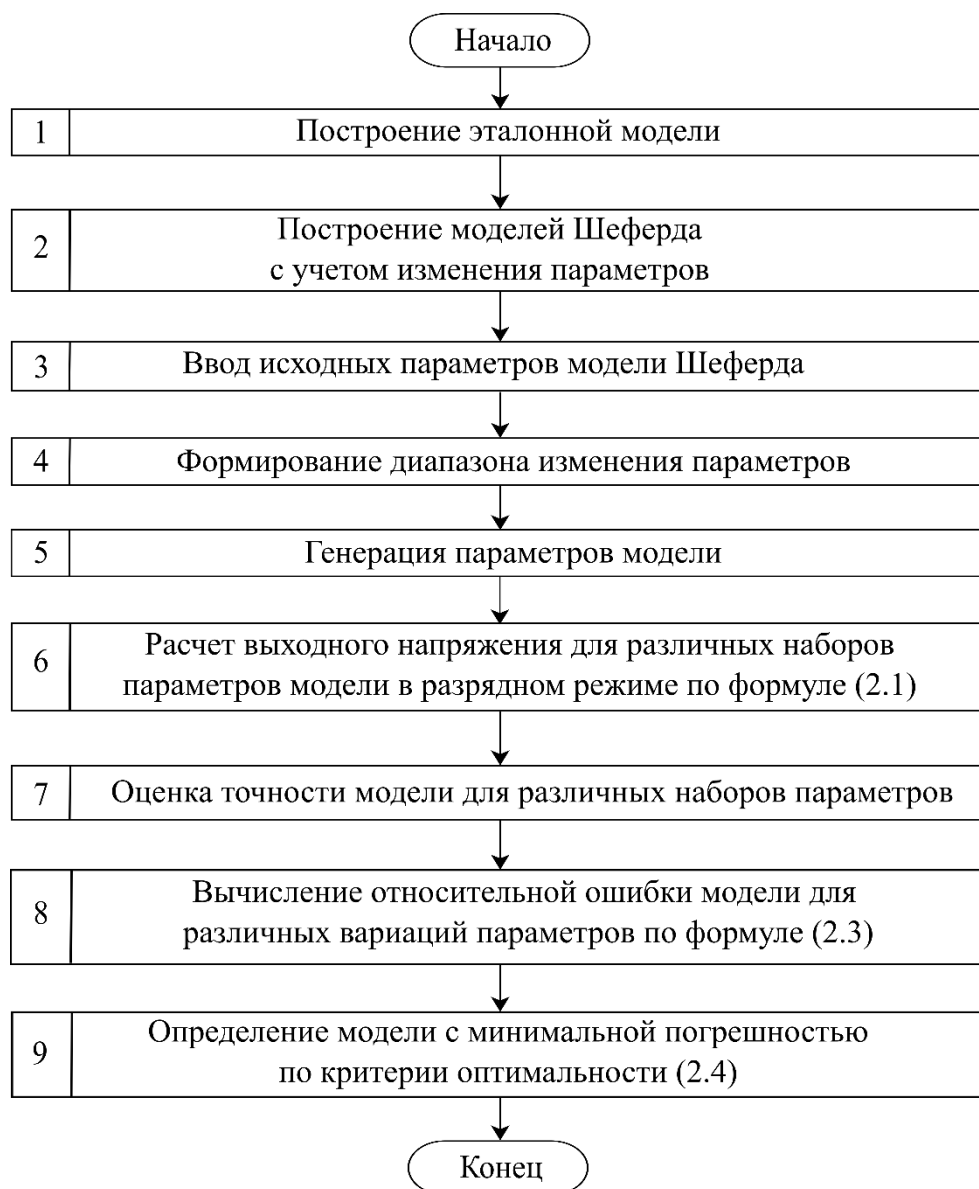 Начало
1 Построение эталонной модели
2 Построение моделей Шеферда
с учетом изменения параметров
3 Ввод исходных параметров модели Шеферда
4 Формирование диапазона изменения параметров
5 Генерация параметров модели
6 Расчет выходного напряжения для различных наборов
параметров модели в разрядном режиме по формуле (2.1)
7 Оценка точности модели для различных наборов параметров
8 Вычисление относительной ошибки модели для
различных вариаций параметров по формуле (2.3)
9 Определение модели с минимальной погрешностью
по критерии оптимальности (2.4)
Конец